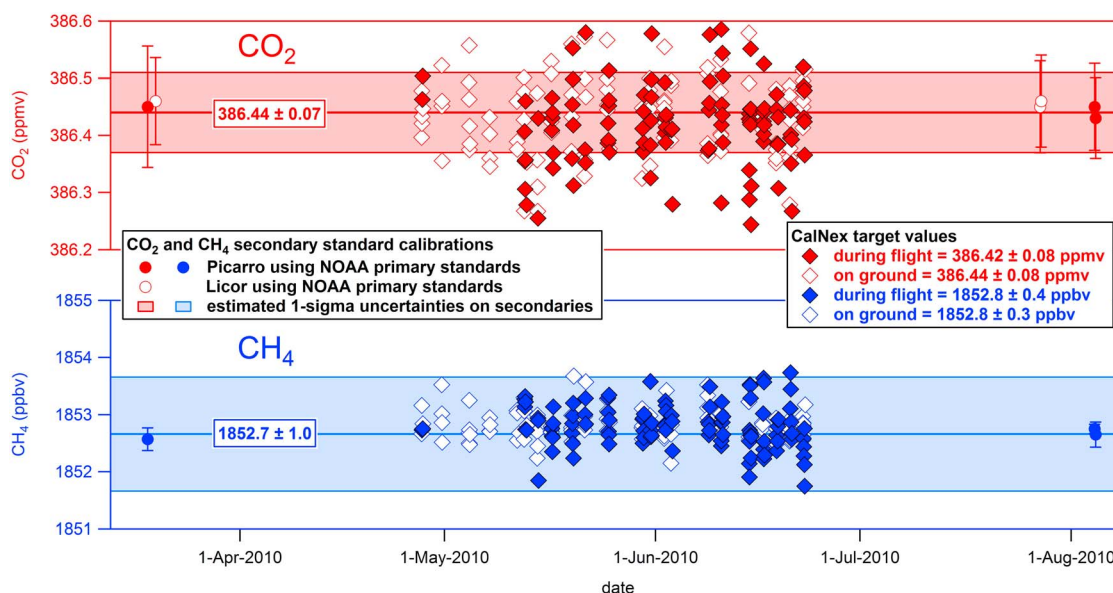 386.6
386.5
386.4
386.3
386.2
CO2 (ppmv)
CO2
386.44 ± 0.07
CO2 and CH4 secondary standard calibrations
Picarro using NOAA primary standards
Licor using NOAA primary standards
estimated 1-sigma uncertainties on secondaries
CalNex target values
during flight = 386.42 ± 0.08 ppmv
on ground = 386.44 ± 0.08 ppmv
during flight = 1852.8 ± 0.4 ppbv
on ground = 1852.8 ± 0.3 ppbv
1855
1854
1853
1852
1851
CH4 (ppbv)
CH4
1852.7 ± 1.0
1-Apr-2010
1-May-2010
1-Jun-2010
1-Jul-2010
1-Aug-2010
date